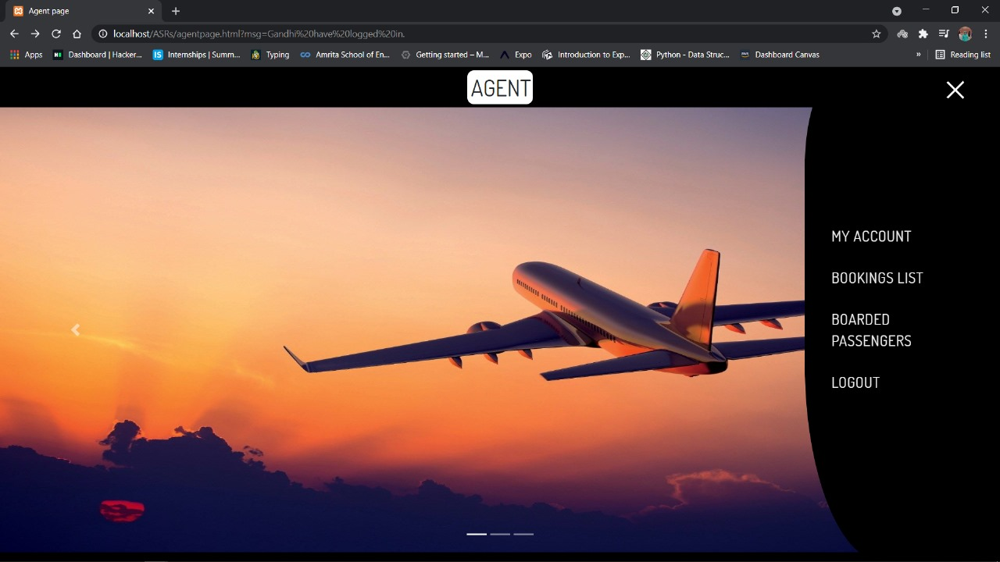 Agent page
localhost/ASRs/agentpage.html?msg=Gandhi%20have%20logged%20in.
Apps Dashboard | Hacker... Internships | Summ... Typing Amrita School of En... Getting started – M... Expo Introduction to Exp... Python - Data Struc... Dashboard Canvas » Reading list
AGENT
MY ACCOUNT
BOOKINGS LIST
BOARDED
PASSENGERS
LOGOUT